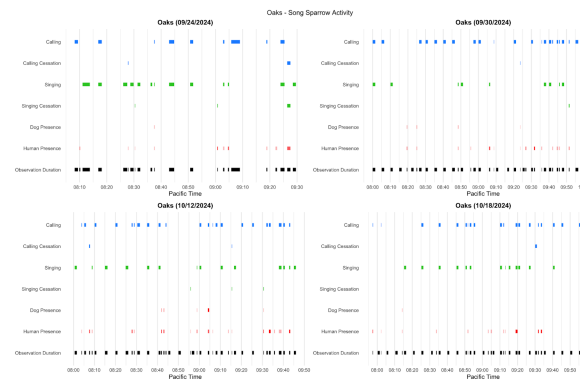 Oaks - Song Sparrow Activity
Oaks (09/24/2024)
Calling
Calling Cessation
Singing
Singing Cessation
Dog Presence
Human Presence
Observation Duration
08:10 08:20 08:30 08:40 08:50 09:00 09:10 09:20 09:30
Pacific Time
Oaks (09/30/2024)
Calling
Calling Cessation
Singing
Singing Cessation
Dog Presence
Human Presence
Observation Duration
08:00 08:10 08:20 08:30 08:40 08:50 09:00 09:10 09:20 09:30 09:40 09:50
Pacific Time
Oaks (10/12/2024)
Calling
Calling Cessation
Singing
Singing Cessation
Dog Presence
Human Presence
Observation Duration
08:00 08:10 08:20 08:30 08:40 08:50 09:00 09:10 09:20 09:30 09:40 09:50
Pacific Time
Oaks (10/18/2024)
Calling
Calling Cessation
Singing
Singing Cessation
Dog Presence
Human Presence
Observation Duration
08:00 08:10 08:20 08:30 08:40 08:50 09:00 09:10 09:20 09:30 09:40 09:50
Pacific Time